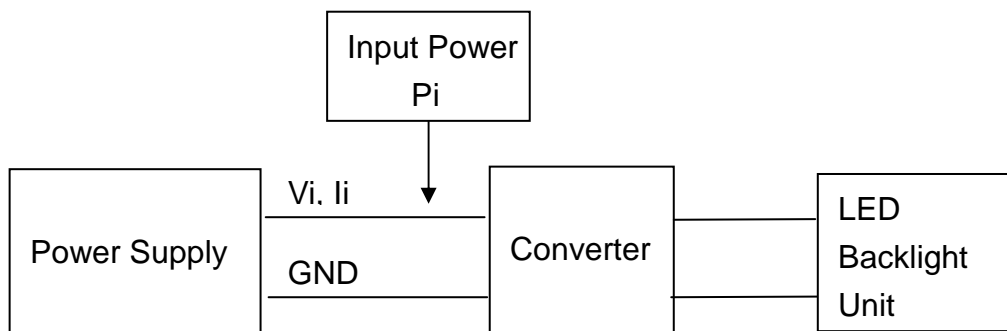 Input Power
Pi
Vi, Ii
Power Supply
GND
Converter
LED
Backlight
Unit